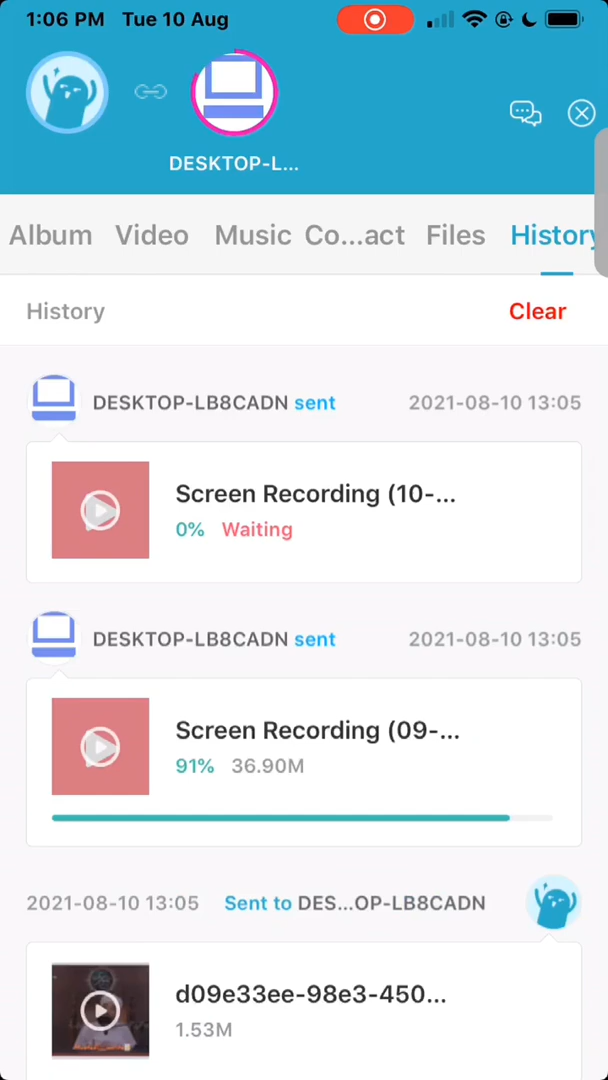 1:06 PM Tue 10 Aug
DESKTOP-L...
Album Video Music Co...act Files History
History Clear
DESKTOP-LB8CADN sent 2021-08-10 13:05
Screen Recording (10-...
0% Waiting
DESKTOP-LB8CADN sent 2021-08-10 13:05
Screen Recording (09-...
91% 36.90M
2021-08-10 13:05 Sent to DES...OP-LB8CADN
d09e33ee-98e3-450...
1.53M